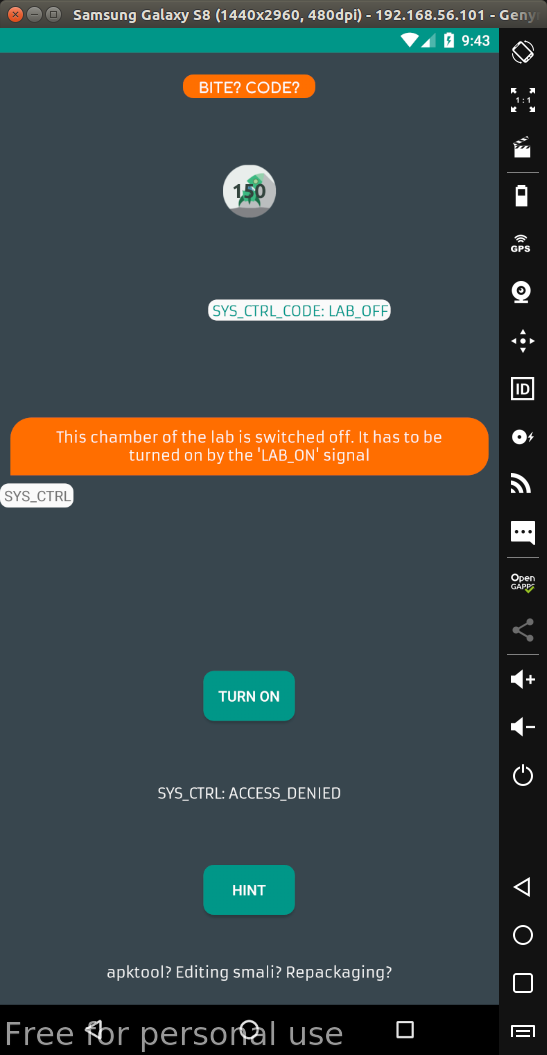 Samsung Galaxy S8 (1440x2960, 480dpi) - 192.168.56.101 - Geny
9:43
BITE? CODE?
150
SYS_CTRL_CODE: LAB_OFF
This chamber of the lab is switched off. It has to be
turned on by the 'LAB_ON' signal
SYS_CTRL
TURN ON
SYS_CTRL: ACCESS_DENIED
HINT
apktool? Editing smali? Repackaging?
Free for personal use
1:1
GPS
ID
Open
GAPPS